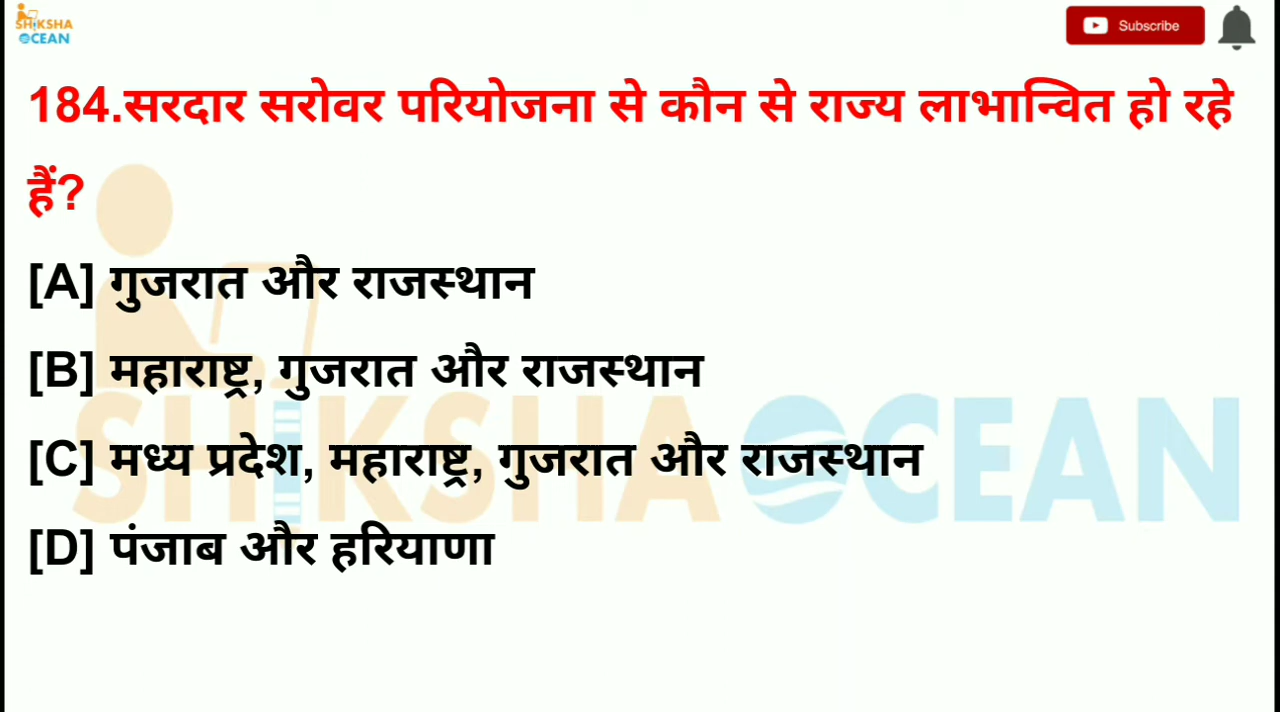 SHIKSHA
OCEAN
Subscribe
184.सरदार सरोवर परियोजना से कौन से राज्य लाभान्वित हो रहे
हैं?
[A] गुजरात और राजस्थान
[B] महाराष्ट्र, गुजरात और राजस्थान
[C] मध्य प्रदेश, महाराष्ट्र, गुजरात और राजस्थान
SHIKSHA OCEAN
[D] पंजाब और हरियाणा